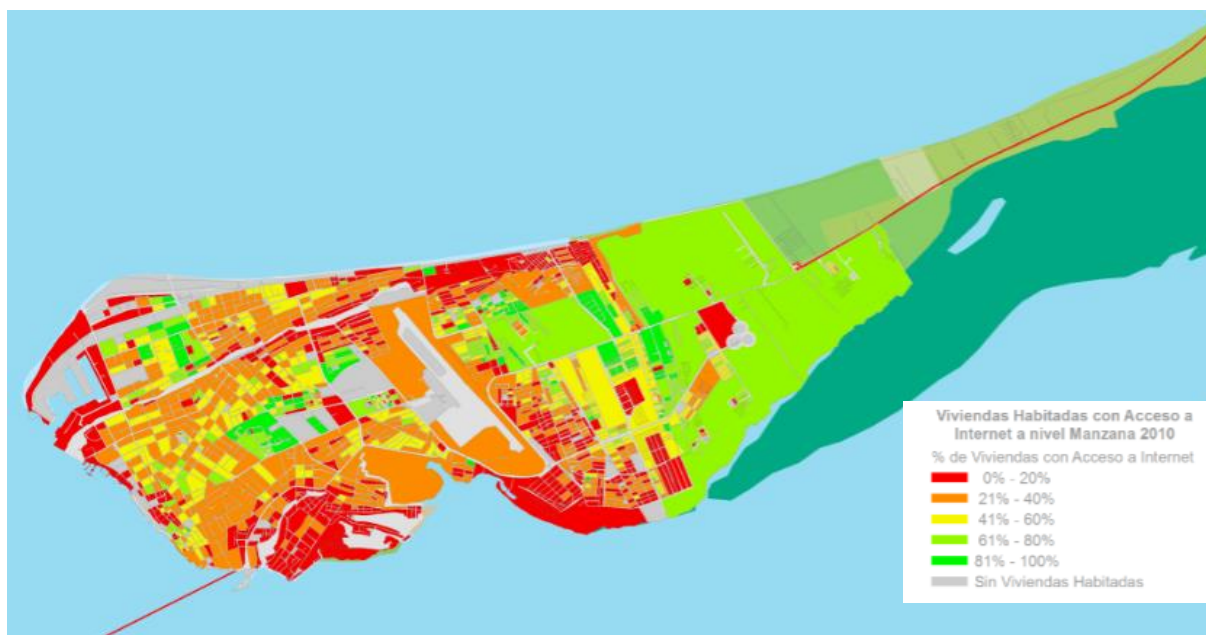 Viviendas Habitadas con Acceso a
Internet a nivel Manzana 2010
% de Viviendas con Acceso a Internet
0% - 20%
21% - 40%
41% - 60%
61% - 80%
81% - 100%
Sin Viviendas Habitadas